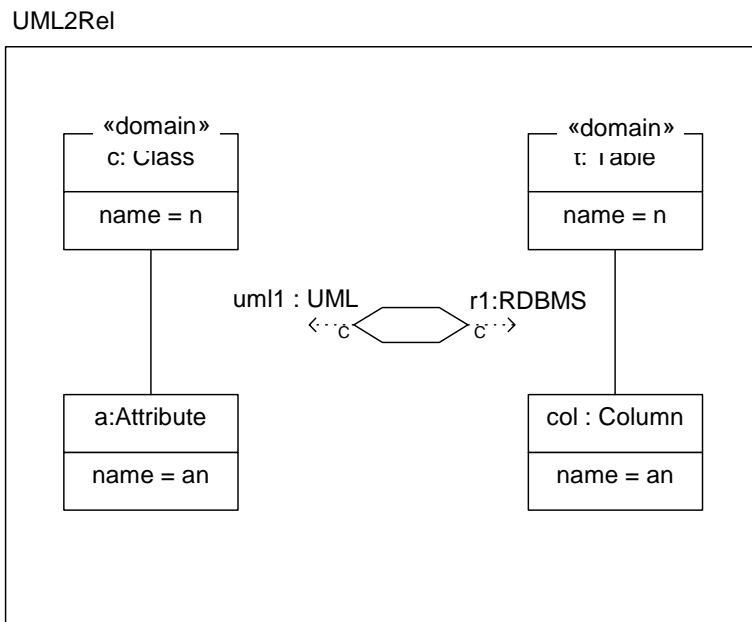 UML2Rel
«domain»
c: Class
name = n
«domain»
t: Table
name = n
uml1 : UML
r1:RDBMS
C
C
a:Attribute
name = an
col : Column
name = an